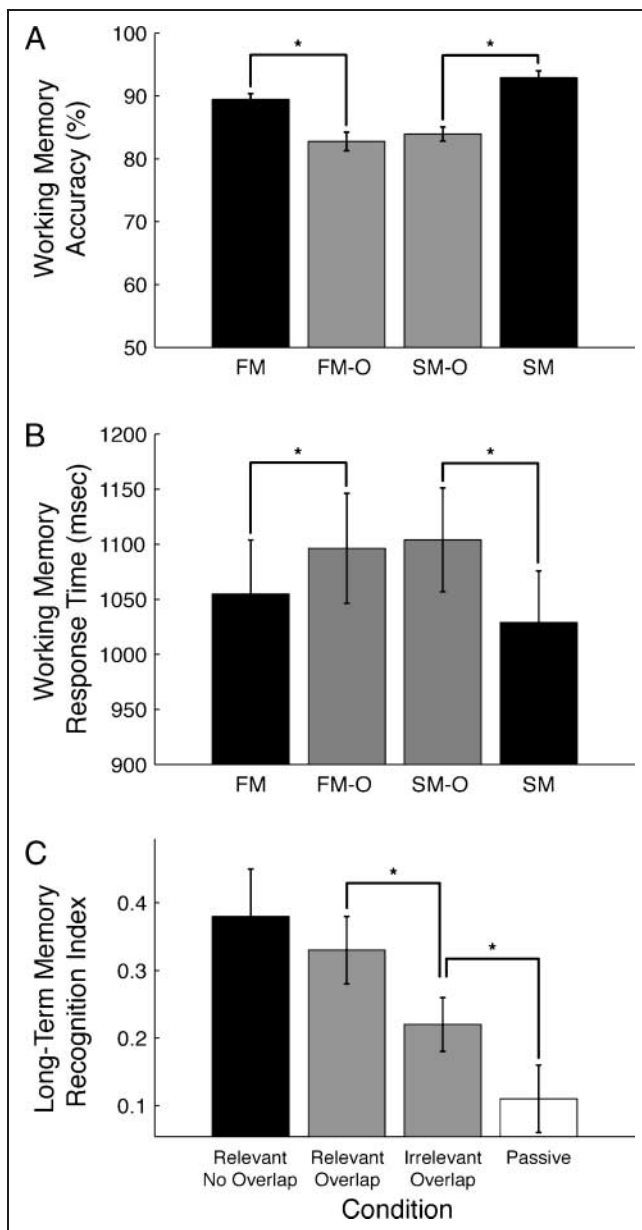 A
Working Memory
Accuracy (%)
100
90
80
70
60
50
*
*
FM
FM-O
SM-O
SM
B
Working Memory
Response Time (msec)
1200
1150
1100
1050
1000
950
900
*
*
FM
FM-O
SM-O
SM
C
Long-Term Memory
Recognition Index
0.4
0.3
0.2
0.1
*
*
Relevant
No Overlap
Relevant
Overlap
Irrelevant
Overlap
Passive
Condition